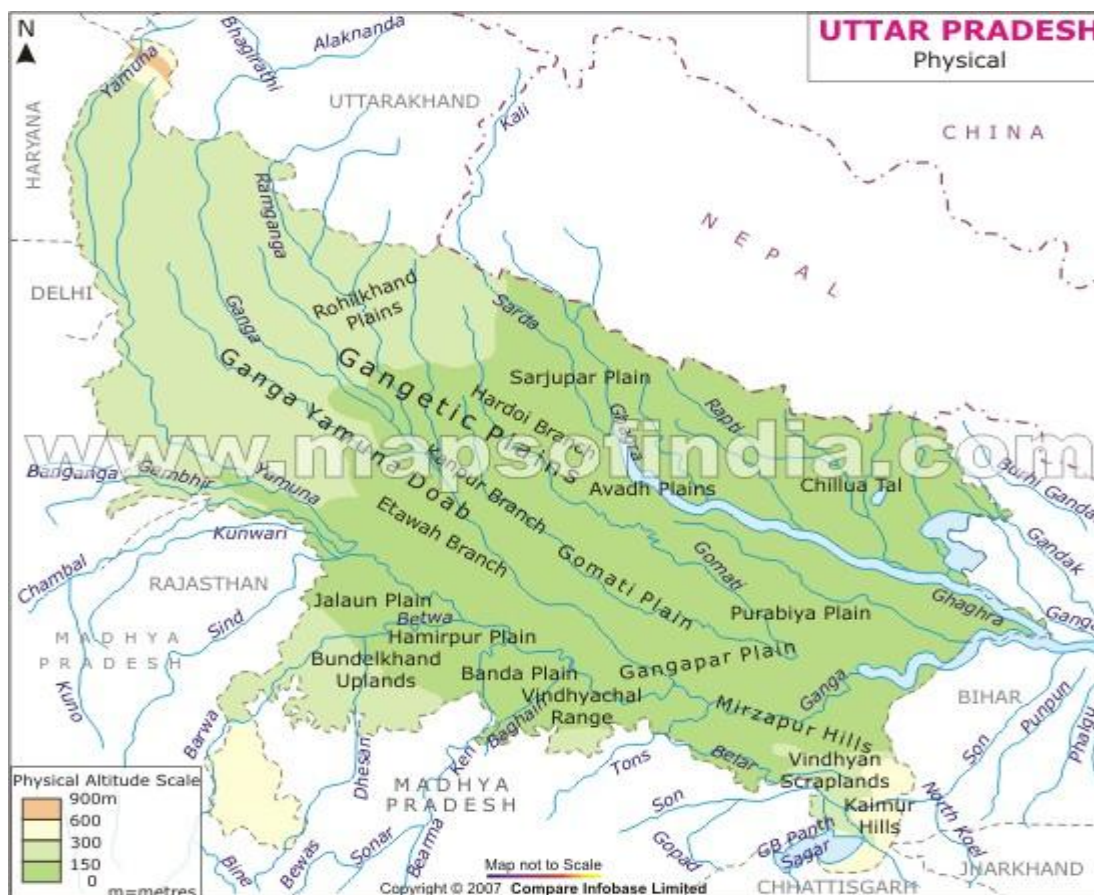 N
UTTAR PRADESH
Physical
Yamuna
Bhagirathi
Alaknanda
UTTARAKHAND
HARYANA
Kali
CHINA
NEPAL
Ramganga
DELHI
Rohilkhand
Plains
Ganga
Sarda
Ganga Yamuna Doab
Gangetic Plains
Sarjupar Plain
Hardoi Branch
Ghagra
Rapti
www.mapsofindia.com
Banganga
Gambhir
Yamuna
Kanpur Branch
Avadh Plains
Chillua Tal
Burhi Ganda
Etawah Branch
Kunwari
Gandak
Chambal
RAJASTHAN
Gomati Plain
Gomati
Ghaghra
Ganga
Sind
Jalaun Plain
Betwa
Purabiya Plain
MADHYA
PRADESH
Hamirpur Plain
Bundelkhand
Uplands
Banda Plain
Gangapar Plain
Kuno
Vindhyachal
Range
Ganga
Mirzapur Hills
BIHAR
Punpun
Phalgu
Son
Barwa
Dhesan
Ken
Baghain
Tons
Betar
Vindhyan
Scraplands
MADHYA
PRADESH
Son
Kaimur
Hills
North Koel
Physical Altitude Scale
900m
600
300
150
0
m=metres
Bine
Bewas
Sonar
Bearma
Gopad
GB Panth
Sagar
JHARKHAND
CHHATTISGARH
Map not to Scale
Copyright © 2007 Compare Infobase Limited